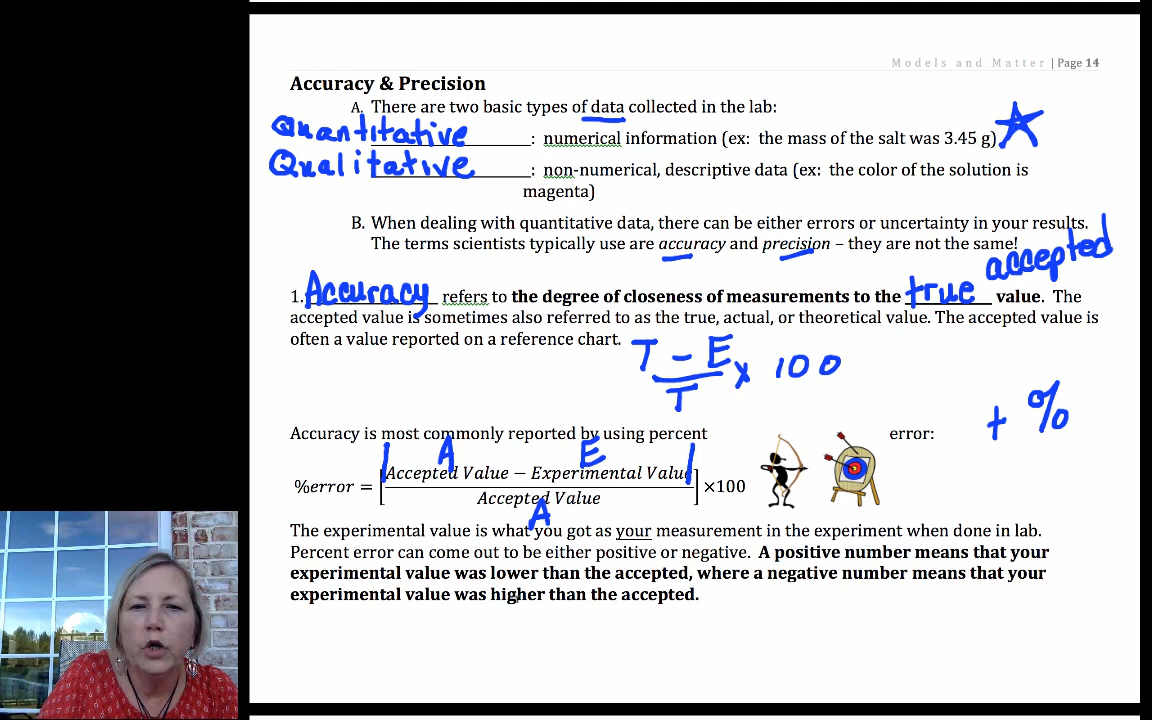 Models and Matter | Page 14
Accuracy & Precision
A. There are two basic types of data collected in the lab:
Quantitative : numerical information (ex: the mass of the salt was 3.45 g)
Qualitative : non-numerical, descriptive data (ex: the color of the solution is
magenta)
B. When dealing with quantitative data, there can be either errors or uncertainty in your results.
The terms scientists typically use are accuracy and precision – they are not the same!
accepted
1. Accuracy refers to the degree of closeness of measurements to the true value. The
accepted value is sometimes also referred to as the true, actual, or theoretical value. The accepted value is
often a value reported on a reference chart.
T - E
T
x 100
+ %
Accuracy is most commonly reported by using percent error:
A E
%error = [Accepted Value − Experimental Value
Accepted Value] ×100
A
The experimental value is what you got as your measurement in the experiment when done in lab.
Percent error can come out to be either positive or negative. A positive number means that your
experimental value was lower than the accepted, where a negative number means that your
experimental value was higher than the accepted.